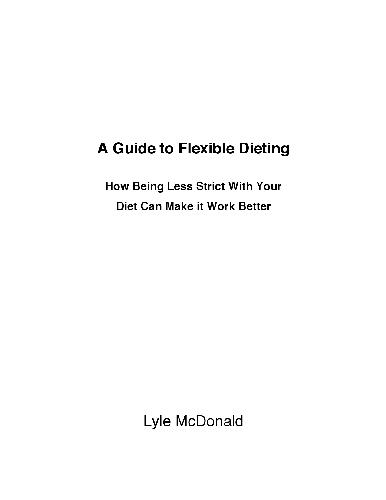 A Guide to Flexible Dieting
How Being Less Strict With Your
Diet Can Make it Work Better
Lyle McDonald